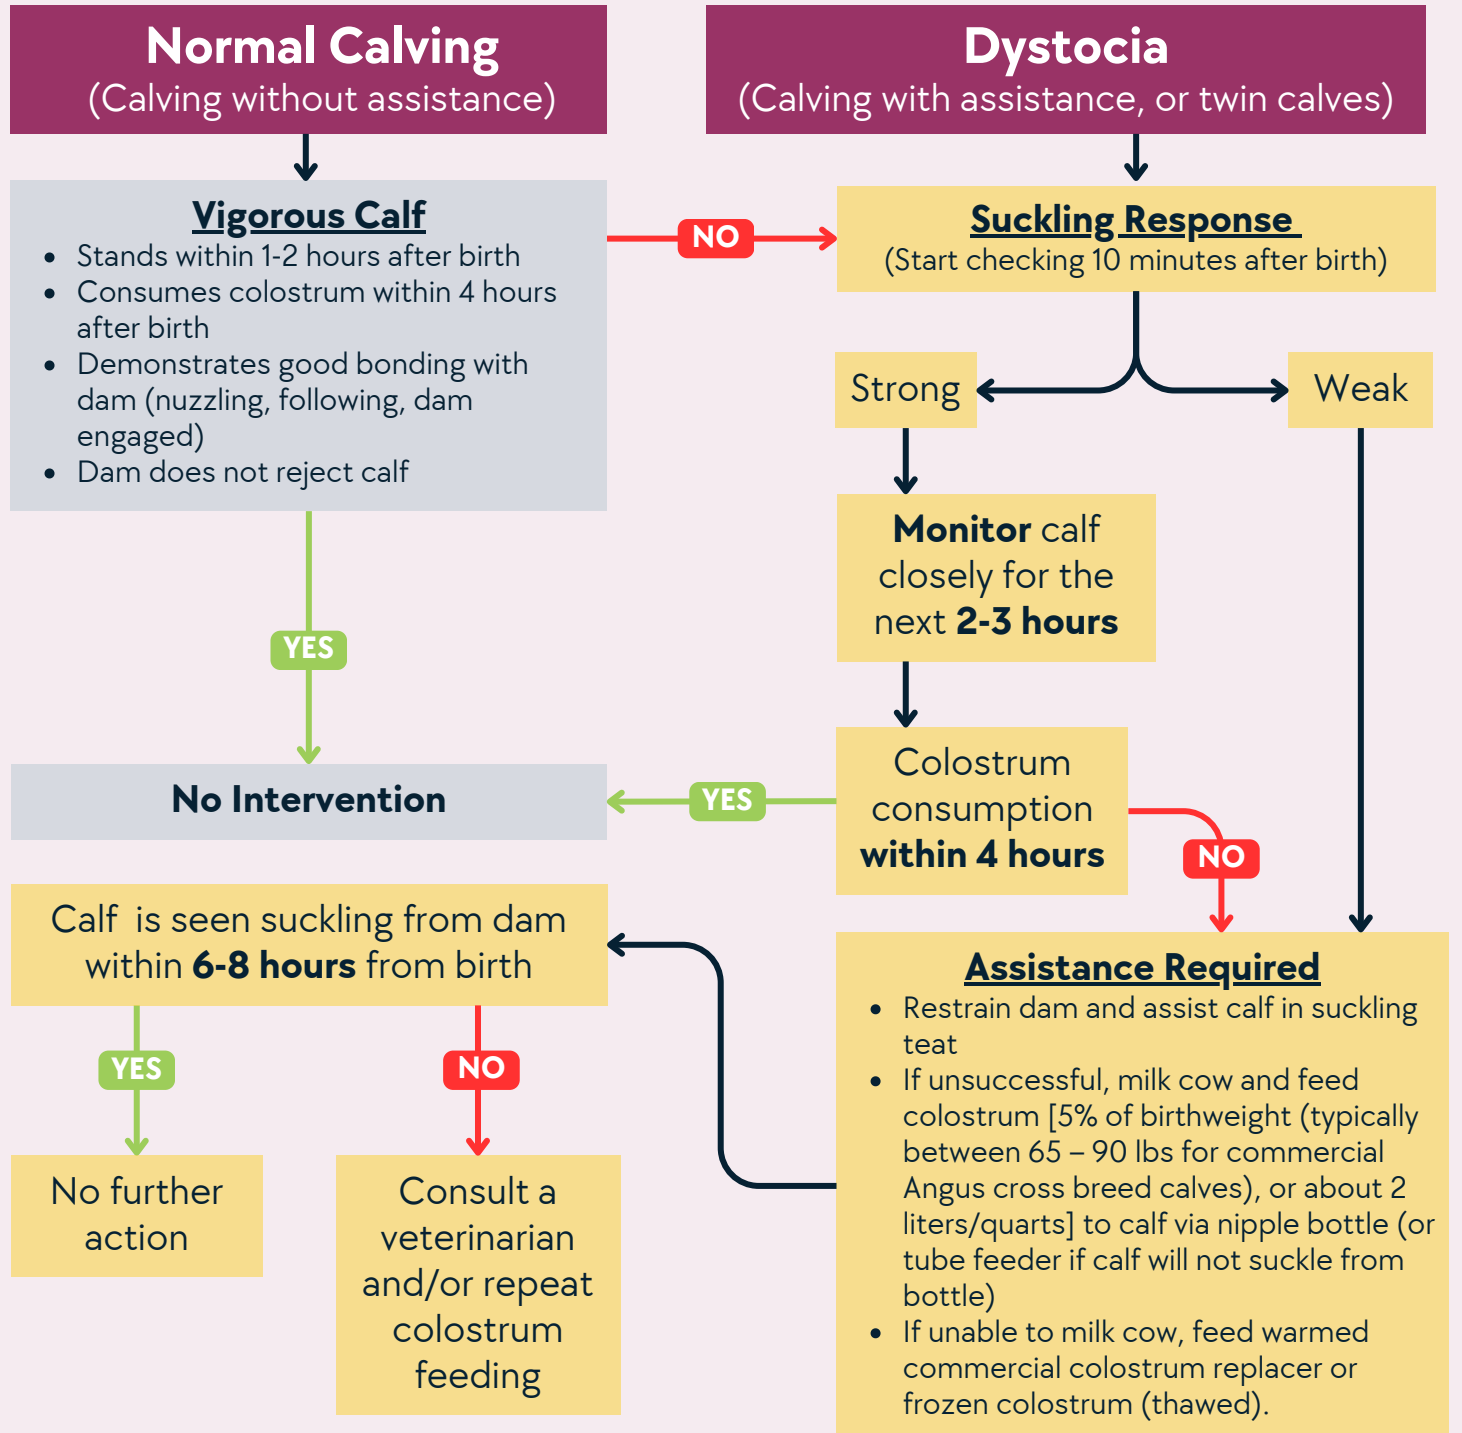 Normal Calving
(Calving without assistance)
Dystocia
(Calving with assistance, or twin calves)
Vigorous Calf
• Stands within 1-2 hours after birth
• Consumes colostrum within 4 hours
after birth
• Demonstrates good bonding with
dam (nuzzling, following, dam
engaged)
• Dam does not reject calf
NO
Suckling Response
(Start checking 10 minutes after birth)
Strong
Weak
Monitor calf
closely for the
next 2-3 hours
YES
No Intervention
YES
Colostrum
consumption
within 4 hours
NO
Calf is seen suckling from dam
within 6-8 hours from birth
YES
NO
No further
action
Consult a
veterinarian
and/or repeat
colostrum
feeding
Assistance Required
• Restrain dam and assist calf in suckling
teat
• If unsuccessful, milk cow and feed
colostrum [5% of birthweight (typically
between 65 – 90 lbs for commercial
Angus cross breed calves), or about 2
liters/quarts] to calf via nipple bottle (or
tube feeder if calf will not suckle from
bottle)
• If unable to milk cow, feed warmed
commercial colostrum replacer or
frozen colostrum (thawed).